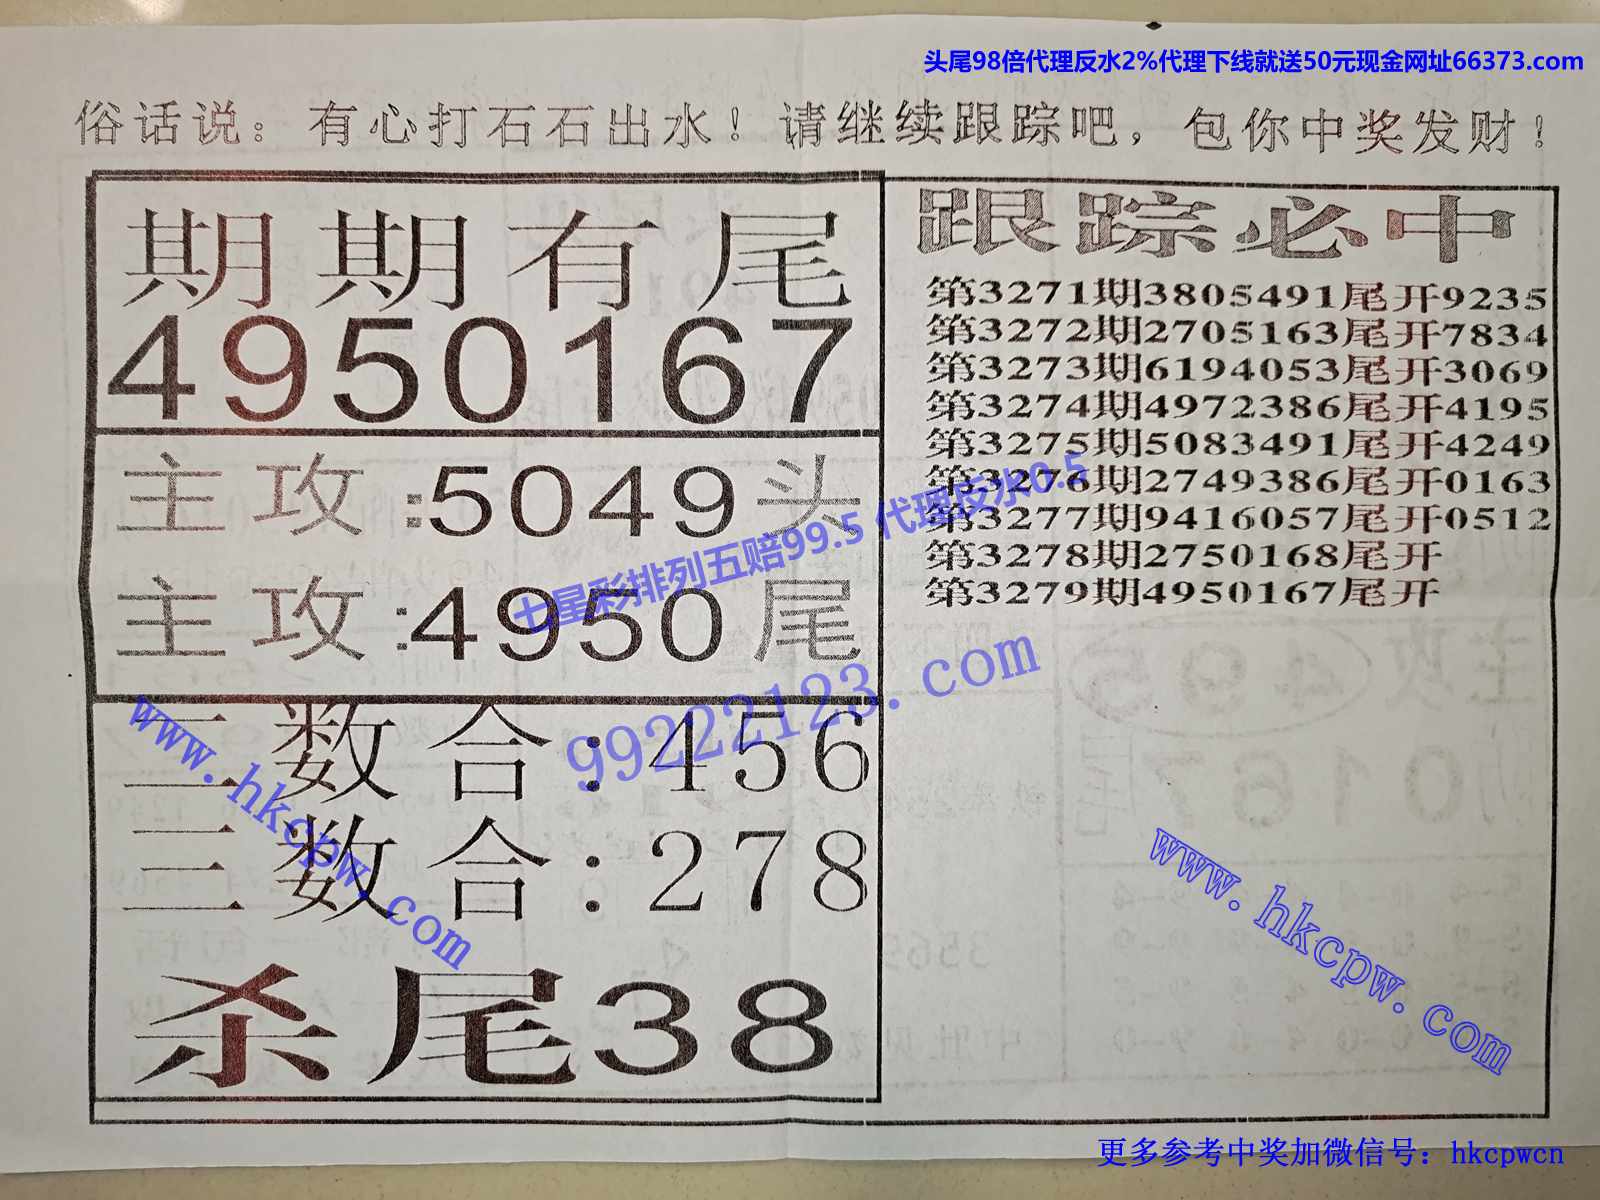 头尾98倍代理反水2%代理下线就送50元现金网址66373.com
俗话说：有心打石石出水！请继续跟踪吧，包你中奖发财！
期期有尾
4950167
主攻:5049头
主攻:4950尾
二数合:456
三数合:278
杀尾38
跟踪必中
第3271期3805491尾开9235
第3272期2705163尾开7834
第3273期6194053尾开3069
第3274期4972386尾开4195
第3275期5083491尾开4249
第3276期2749386尾开0163
第3277期9416057尾开0512
第3278期2750168尾开
第3279期4950167尾开
七星彩排列五赔99.5 代理反水0.5
99222123.com
www.hkcpw.com
www.hkcpw.com
更多参考中奖加微信号：hkcpwcn